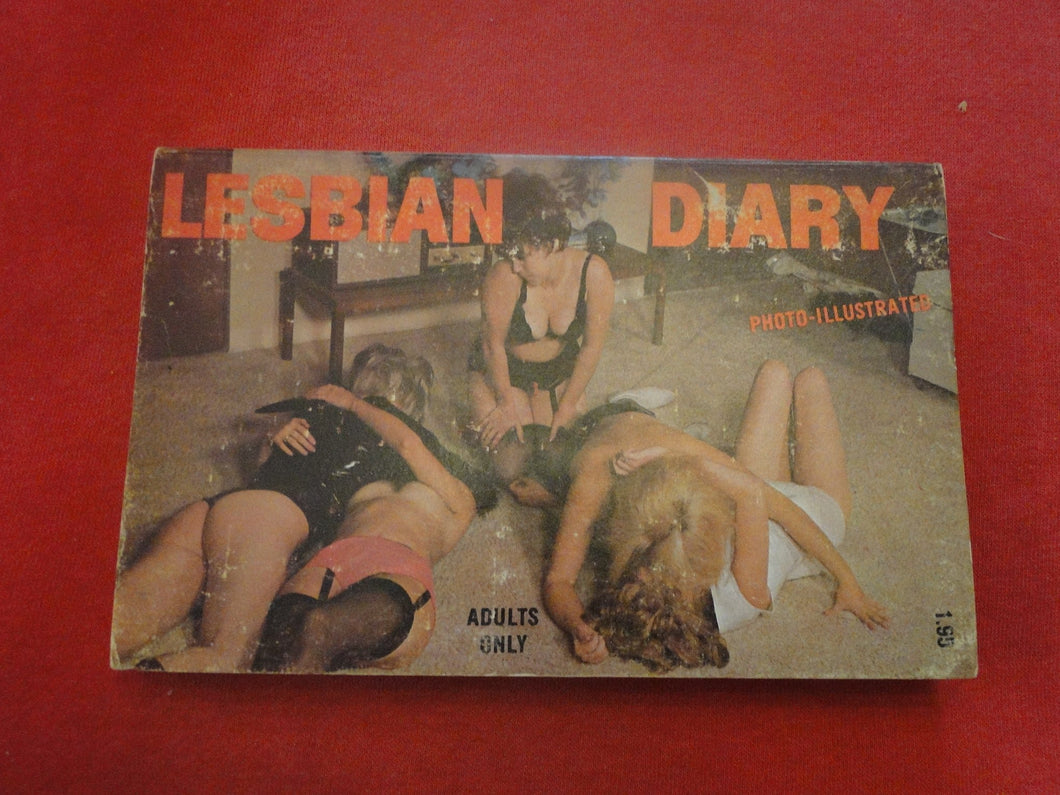 LESBIAN DIARY
PHOTO-ILLUSTRATED
ADULTS
ONLY
1.95